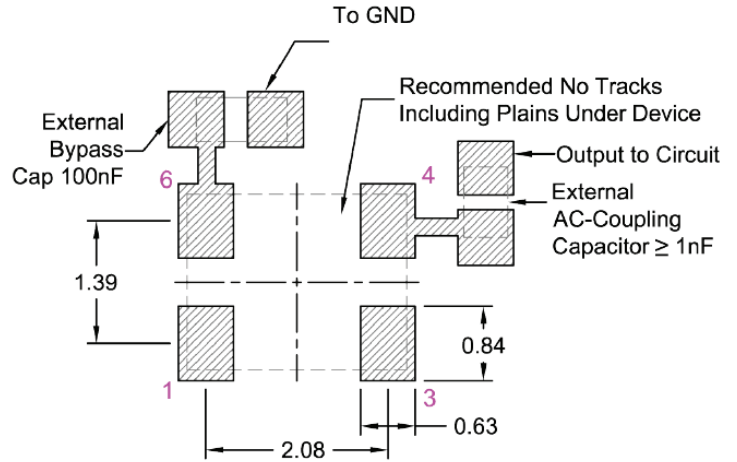 To GND
Recommended No Tracks
Including Plains Under Device
External
Bypass
Cap 100nF
6
4
Output to Circuit
External
AC-Coupling
Capacitor ≥ 1nF
1.39
0.84
1
3
0.63
2.08